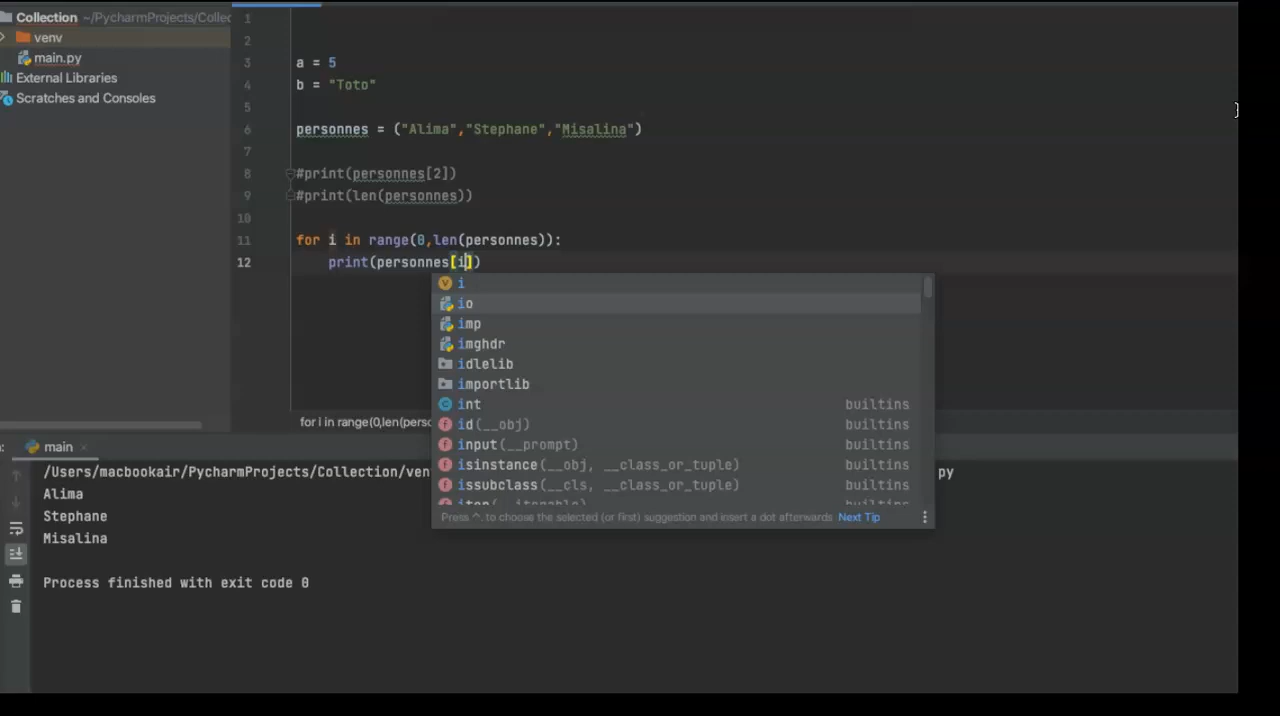 Collection ~/PycharmProjects/Collec
venv
main.py
External Libraries
Scratches and Consoles
1
2
3 a = 5
4 b = "Toto"
5
6 personnes = ("Alima","Stephane","Misalina")
7
8 #print(personnes[2])
9 #print(len(personnes))
10
11 for i in range(0,len(personnes)):
12 print(personnes[i])
i
io
imp
imghdr
idlelib
importlib
int builtins
id(__obj) builtins
input(__prompt) builtins
isinstance(__obj, __class_or_tuple) builtins
issubclass(__cls, __class_or_tuple) builtins
Press ^. to choose the selected (or first) suggestion and insert a dot afterwards Next Tip
for i in range(0,len(perso
: main
/Users/macbookair/PycharmProjects/Collection/ven py
Alima
Stephane
Misalina
Process finished with exit code 0